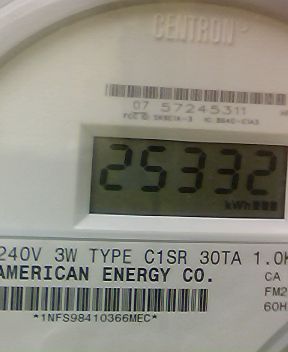 CENTRON
07 57245311
25332
kWh
240V 3W TYPE C1SR 30TA 1.0K
AMERICAN ENERGY CO.
CA
FM2
60H
*1NFS98410366MEC*